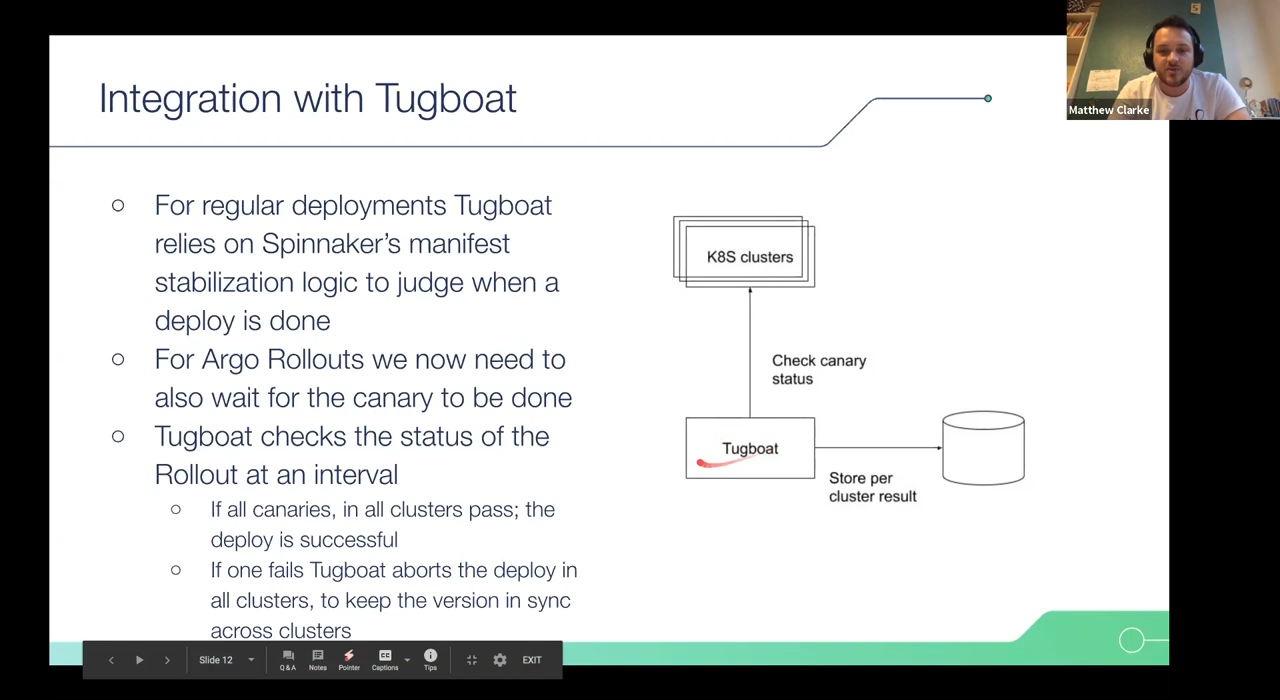 Integration with Tugboat
Matthew Clarke
For regular deployments Tugboat
relies on Spinnaker’s manifest
stabilization logic to judge when a
deploy is done
For Argo Rollouts we now need to
also wait for the canary to be done
Tugboat checks the status of the
Rollout at an interval
If all canaries, in all clusters pass; the
deploy is successful
If one fails Tugboat aborts the deploy in
all clusters, to keep the version in sync
across clusters
K8S clusters
Check canary
status
Tugboat
Store per
cluster result
Slide 12
Q & A
Notes
Pointer
CC
Captions
Tips
EXIT